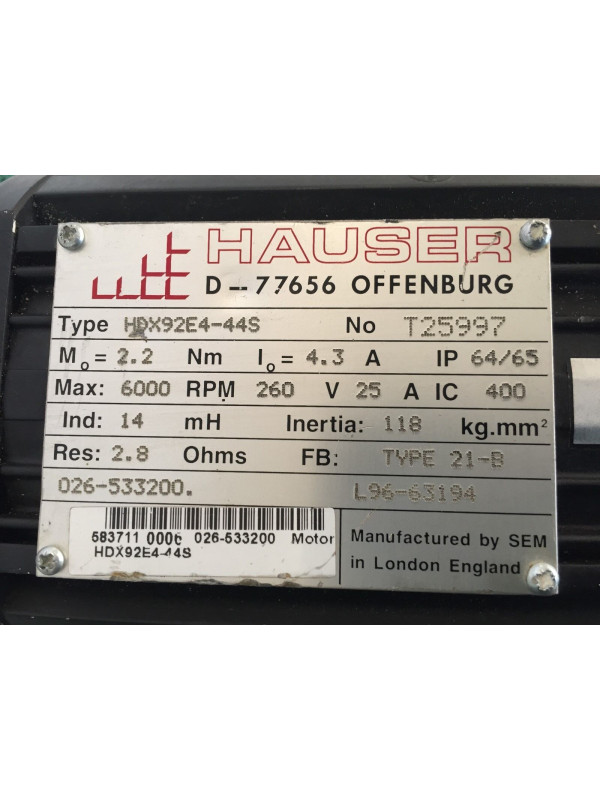 HAUSER
D-77656 OFFENBURG
Type HDX92E4-44S No T25997
Mo = 2.2 Nm Io = 4.3 A IP 64/65
Max: 6000 RPM 260 V 25 A IC 400
Ind: 14 mH Inertia: 118 kg.mm²
Res: 2.8 Ohms FB: TYPE 21-B
026-533200. L96-63194
583711 0006 026-533200 Motor
HDX92E4-44S
Manufactured by SEM
in London England